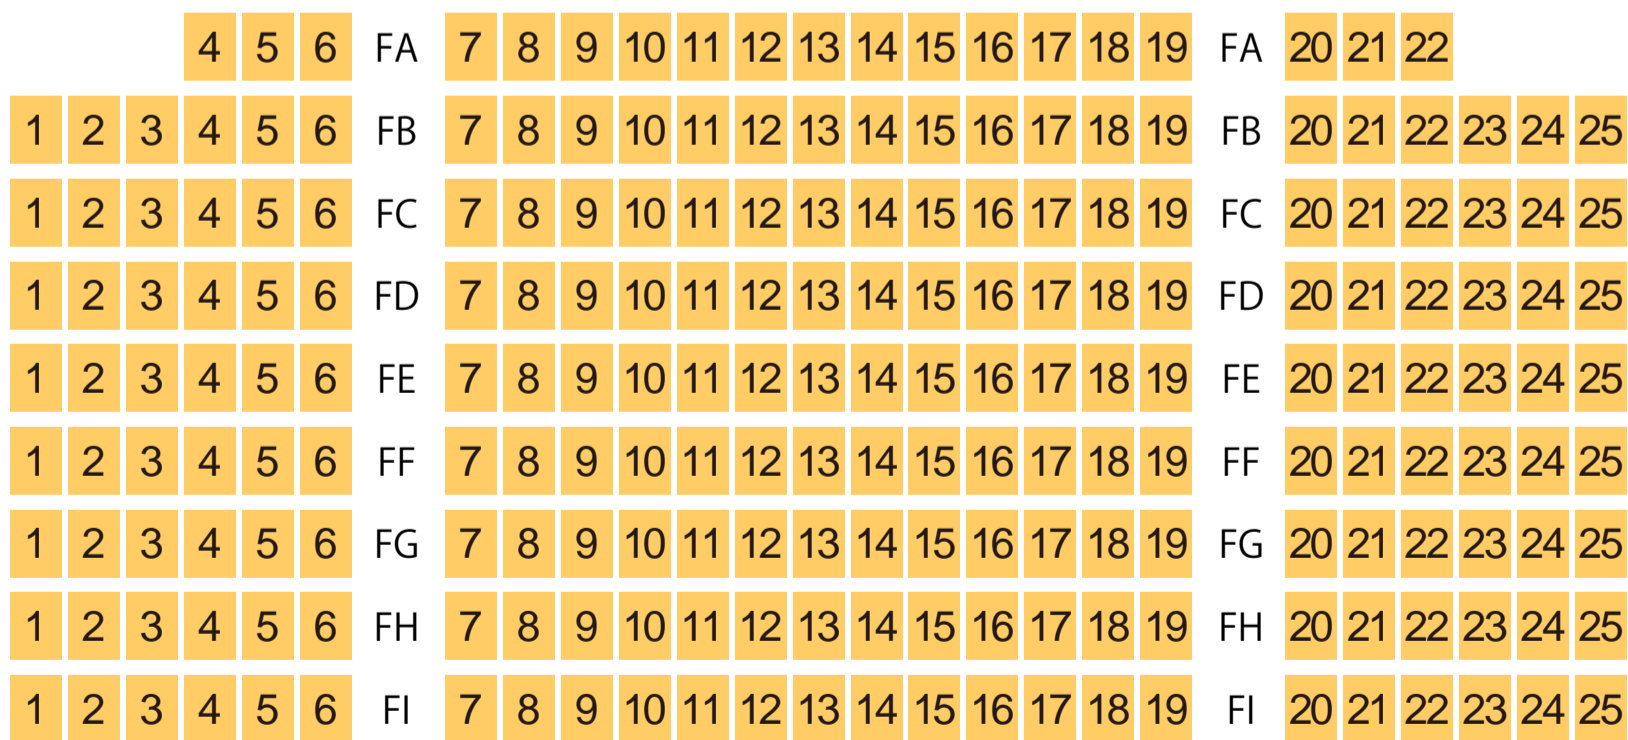 4 5 6 FA 7 8 9 10 11 12 13 14 15 16 17 18 19 FA 20 21 22
1 2 3 4 5 6 FB 7 8 9 10 11 12 13 14 15 16 17 18 19 FB 20 21 22 23 24 25
1 2 3 4 5 6 FC 7 8 9 10 11 12 13 14 15 16 17 18 19 FC 20 21 22 23 24 25
1 2 3 4 5 6 FD 7 8 9 10 11 12 13 14 15 16 17 18 19 FD 20 21 22 23 24 25
1 2 3 4 5 6 FE 7 8 9 10 11 12 13 14 15 16 17 18 19 FE 20 21 22 23 24 25
1 2 3 4 5 6 FF 7 8 9 10 11 12 13 14 15 16 17 18 19 FF 20 21 22 23 24 25
1 2 3 4 5 6 FG 7 8 9 10 11 12 13 14 15 16 17 18 19 FG 20 21 22 23 24 25
1 2 3 4 5 6 FH 7 8 9 10 11 12 13 14 15 16 17 18 19 FH 20 21 22 23 24 25
1 2 3 4 5 6 FI 7 8 9 10 11 12 13 14 15 16 17 18 19 FI 20 21 22 23 24 25